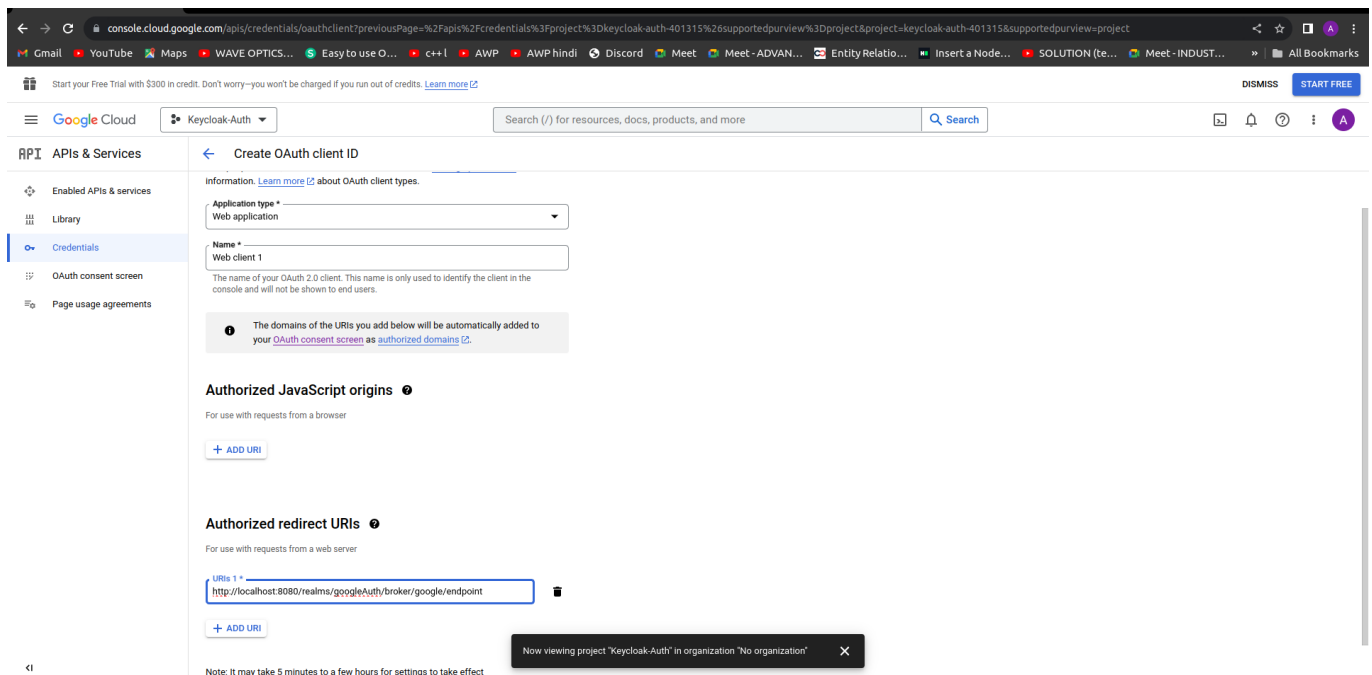 console.cloud.google.com/apis/credentials/oauthclient?previousPage=%2Fapis%2Fcredentials%3Fproject%3Dkeycloak-auth-401315%26supportedpurview%3Dproject&project=keycloak-auth-401315&supportedpurview=project
A
Gmail YouTube Maps WAVE OPTICS... Easy to use O... c++l AWP AWP hindi Discord Meet Meet - ADVAN... Entity Relatio... Insert a Node... SOLUTION (te... Meet - INDUST... » All Bookmarks
Start your Free Trial with $300 in credit. Don't worry—you won't be charged if you run out of credits. Learn more
DISMISS
START FREE
Google Cloud
Keycloak-Auth
Search (/) for resources, docs, products, and more
Search
A
API APIs & Services
Create OAuth client ID
Enabled APIs & services
Library
Credentials
OAuth consent screen
Page usage agreements
information. Learn more about OAuth client types.
Application type *
Web application
Name *
Web client 1
The name of your OAuth 2.0 client. This name is only used to identify the client in the
console and will not be shown to end users.
The domains of the URIs you add below will be automatically added to
your OAuth consent screen as authorized domains.
Authorized JavaScript origins
For use with requests from a browser
+ ADD URI
Authorized redirect URIs
For use with requests from a web server
URIs 1 *
http://localhost:8080/realms/googleAuth/broker/google/endpoint
+ ADD URI
Now viewing project "Keycloak-Auth" in organization "No organization"
Note: It may take 5 minutes to a few hours for settings to take effect